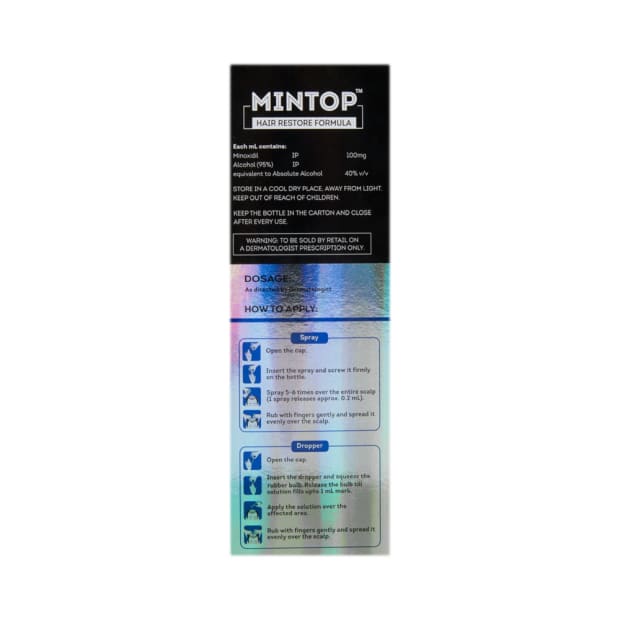 MINTOP™
HAIR RESTORE FORMULA
Each mL contains:
Minoxidil IP 100mg
Alcohol (95%) IP
equivalent to Absolute Alcohol 40% v/v
STORE IN A COOL DRY PLACE, AWAY FROM LIGHT.
KEEP OUT OF REACH OF CHILDREN.
KEEP THE BOTTLE IN THE CARTON AND CLOSE
AFTER EVERY USE.
WARNING: TO BE SOLD BY RETAIL ON
A DERMATOLOGIST PRESCRIPTION ONLY.
DOSAGE:
As directed by Dermatologist
HOW TO APPLY:
Spray
Open the cap.
Insert the spray and screw it firmly
on the bottle.
Spray 5-6 times over the entire scalp
(1 spray releases approx. 0.2 mL).
Rub with fingers gently and spread it
evenly over the scalp.
Dropper
Open the cap
Insert the dropper and squeeze the
rubber bulb. Release the bulb till
solution fills upto 1 mL mark.
Apply the solution over the
affected area.
Rub with fingers gently and spread it
evenly over the scalp.